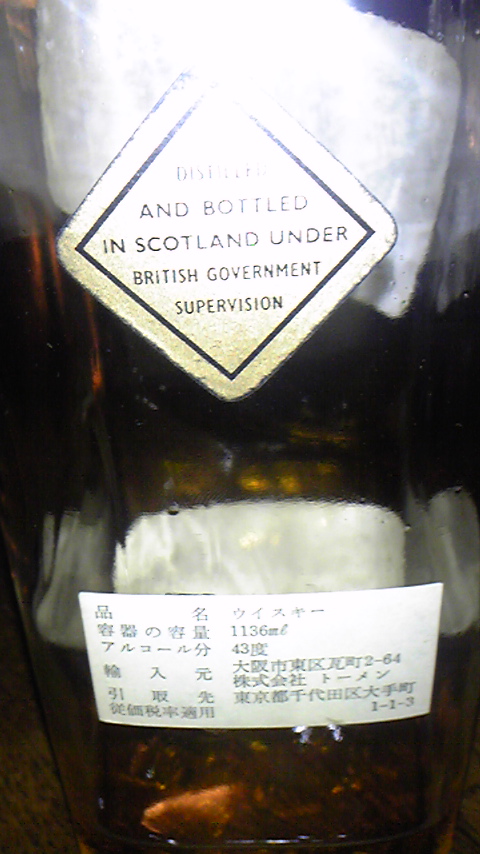 DISTILLED
AND BOTTLED
IN SCOTLAND UNDER
BRITISH GOVERNMENT
SUPERVISION
品名 ウイスキー
容器の容量 1136㎖
アルコール分 43度
輸入元 大阪市東区瓦町2-64
株式会社 トーメン
引取先 東京都千代田区大手町
1-1-3
従価税率適用